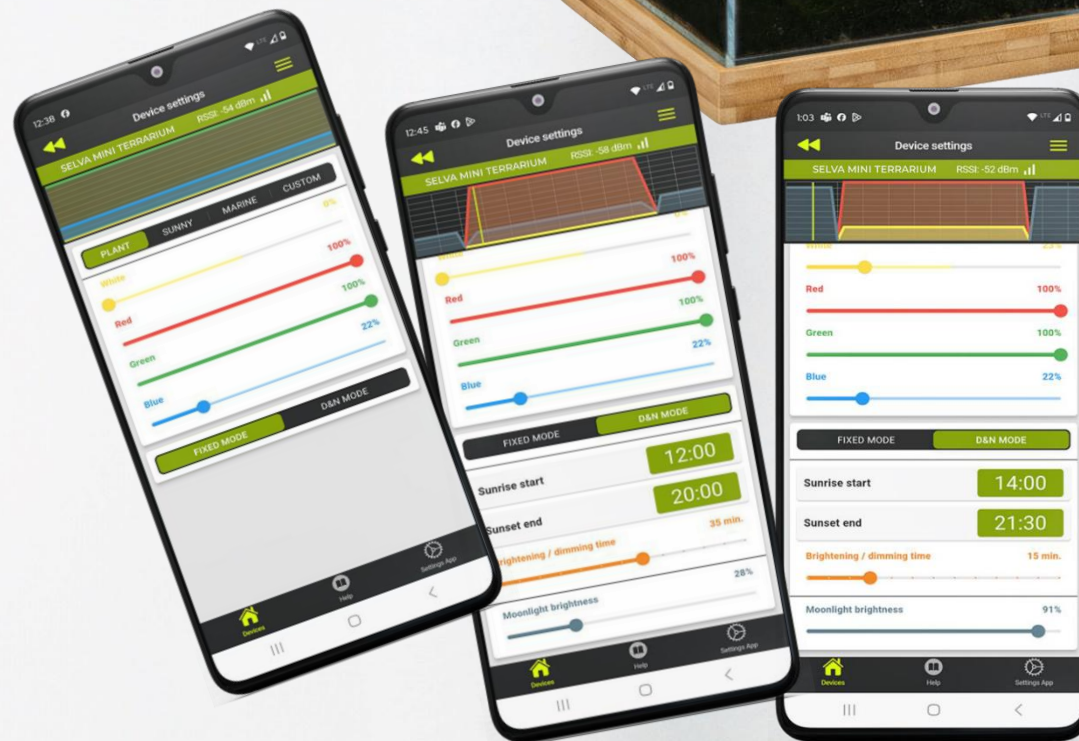 12:38
Device settings
SELVA MINI TERRARIUM RSSI: -54 dBm
PLANT SUNNY MARINE CUSTOM
White 0%
Red 100%
Green 100%
Blue 22%
FIXED MODE D&N MODE
Devices Help Settings App
12:45 LTE
Device settings
SELVA MINI TERRARIUM RSSI: -58 dBm
White 0%
Red 100%
Green 100%
Blue 22%
FIXED MODE D&N MODE
Sunrise start 12:00
Sunset end 20:00
Brightening / dimming time 35 min.
Moonlight brightness 28%
Devices Help Settings App
1:03 LTE
Device settings
SELVA MINI TERRARIUM RSSI: -52 dBm
White 23%
Red 100%
Green 100%
Blue 22%
FIXED MODE D&N MODE
Sunrise start 14:00
Sunset end 21:30
Brightening / dimming time 15 min.
Moonlight brightness 91%
Devices Help Settings App